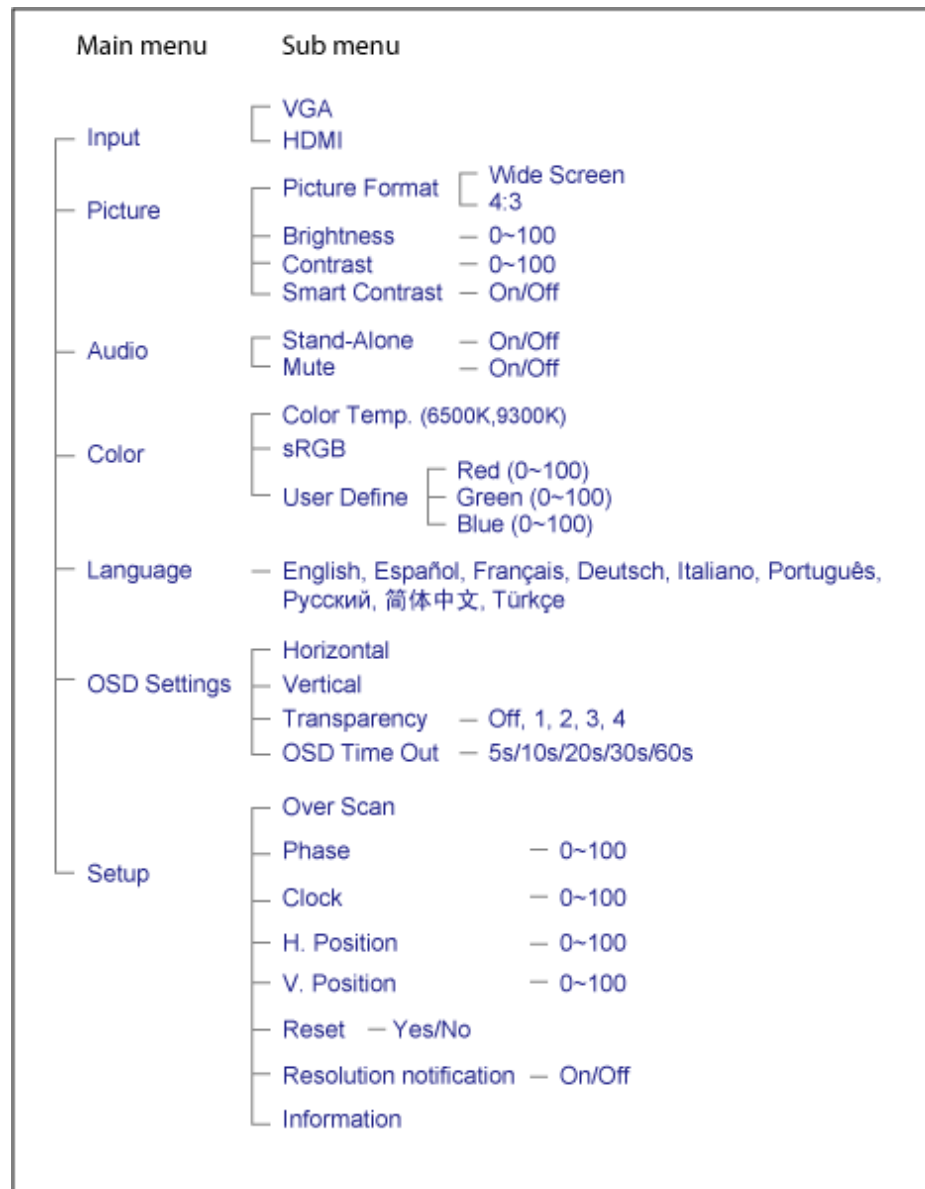 Main menu Sub menu
VGA
Input
HDMI
Wide Screen
Picture Format
4:3
Picture
Brightness — 0~100
Contrast — 0~100
Smart Contrast — On/Off
Stand-Alone — On/Off
Audio
Mute — On/Off
Color Temp. (6500K,9300K)
Color
sRGB
Red (0~100)
User Define
Green (0~100)
Blue (0~100)
Language — English, Español, Français, Deutsch, Italiano, Português,
Русский, 简体中文, Türkçe
Horizontal
OSD Settings
Vertical
Transparency — Off, 1, 2, 3, 4
OSD Time Out — 5s/10s/20s/30s/60s
Over Scan
Phase — 0~100
Setup
Clock — 0~100
H. Position — 0~100
V. Position — 0~100
Reset — Yes/No
Resolution notification — On/Off
Information